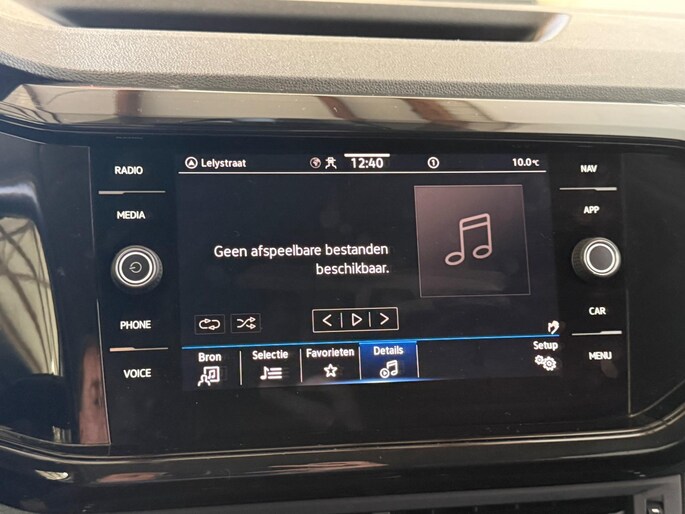 RADIO
MEDIA
PHONE
VOICE
Lelystraat
12:40
1
10.0°C
Geen afspeelbare bestanden
beschikbaar.
Bron
Selectie
Favorieten
Details
Setup
NAV
APP
CAR
MENU